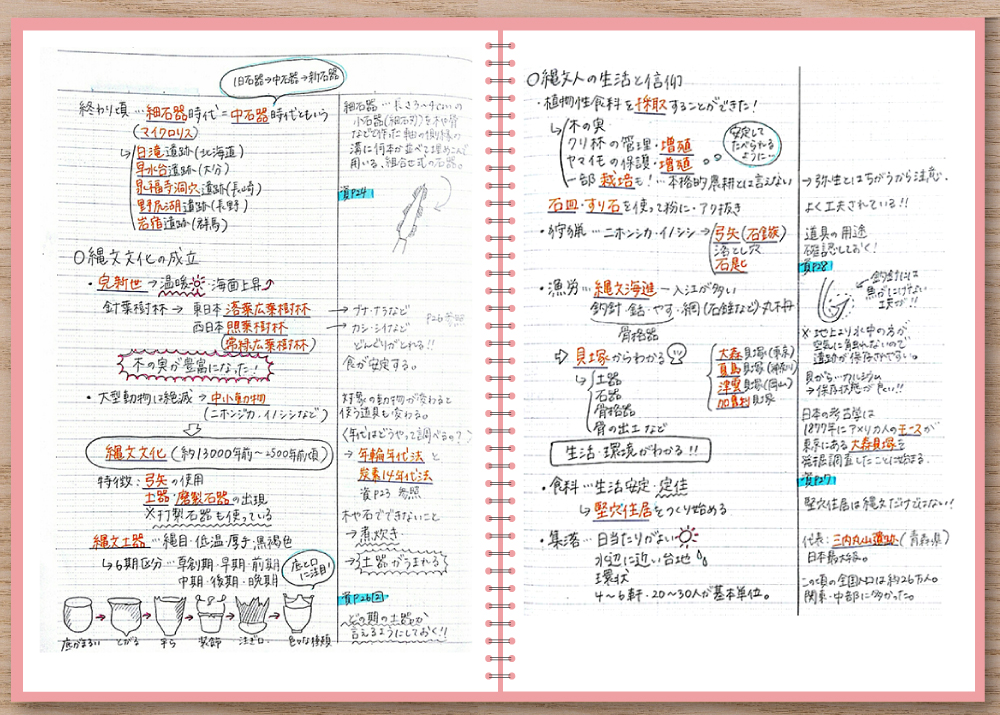 旧石器→中石器→新石器
終わり頃…細石器時代=中石器時代ともいう
(マイクロリス)
↳白滝遺跡(北海道)
早水台遺跡(大分)
泉福寺洞穴遺跡(長崎)
野尻湖遺跡(長野)
岩宿遺跡(群馬)
○縄文文化の成立
・完新世→温暖・海面上昇
針葉樹林→東日本 落葉広葉樹林
西日本 照葉樹林
(常緑広葉樹林)
木の実が豊富になった!
・大型動物は絶滅→中小動物
(ニホンジカ・イノシシなど)
縄文文化(約13000年前~2500年前頃)
特徴:弓矢の使用
土器・磨製石器の出現
※打製石器も使っている
縄文土器…縄目・低温・厚手・黒褐色
→6期区分…草創期・早期・前期
中期・後期・晩期
底と口に注目!
底がまるい とがる 平ら 装飾 注ぎ口 色々な種類
小石器(細石刃)を木や骨
などで作った軸の側縁の
溝に何本か並べて埋めこんで
用いる、組合せ式の石器。
資P24
→ブナ・ナラなど
→カシ・シイなど
どんぐりがとれる!!
食が安定する。
対象の動物が変わると
使う道具も変わる。
〈年代はどうやって調べるの?〉
→年輪年代法と
炭素14年代法
資P23 参照
木や石でできないこと
→煮炊き
→土器がうまれる
資P26②
どの期の土器か
言えるようにしておく!!
○縄文人の生活と信仰
・植物性食料を採取することができた!
↳木の実
クリ林の管理・増殖
ヤマイモの保護・増殖
一部栽培も!…本格的農耕とは言えない
安定して
たべられる
ように…
石皿・すり石を使って粉に・アク抜き
・狩猟…ニホンシカ・イノシシ→弓矢(石鏃)
落とし穴
石匙
・漁労…縄文海進…入江が多い
釣針・銛・やす・網(石錘など)丸木舟
骨格器
⇨貝塚からわかる
↳土器
石器
骨格器
骨の出土など
大森貝塚(東京)
夏島貝塚(神奈川)
津雲貝塚(岡山)
加曽利貝塚
生活・環境がわかる!!
・食料…生活安定・定住
↳竪穴住居をつくり始める
・集落…日当たりがよい
水辺に近い台地
環状
4~6軒・20~30人が基本単位。
→弥生とはちがうから注意.
よく工夫されている!!
道具の用途
確認しておく!
資P28
→釣針には
魚がにげない
工夫が!!
※地上より水中の方が
空気に触れないので
遺跡が保存されやすい。
貝がら…カルシウム
→保存状態が良い!!
日本の考古学は
1877年にアメリカ人のモースが
東京にある大森貝塚を
発掘調査したことに始まる.
資P27
竪穴住居は縄文だけではない!
代表:三内丸山遺跡(青森県)
日本最大級。
この頃の全国人口は約26万人。
関東・中部に多かった。